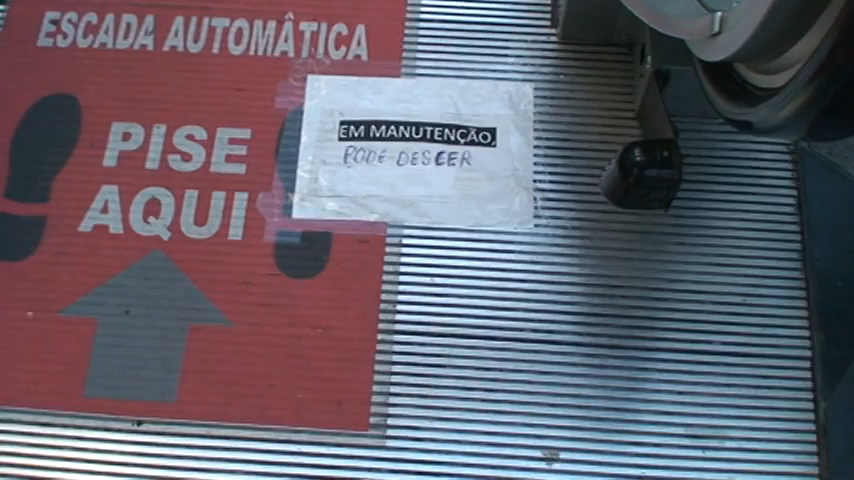 ESCADA AUTOMÂTICA
PISE
AQUI
EM MANUTENÇÃO,
PODE DESCER